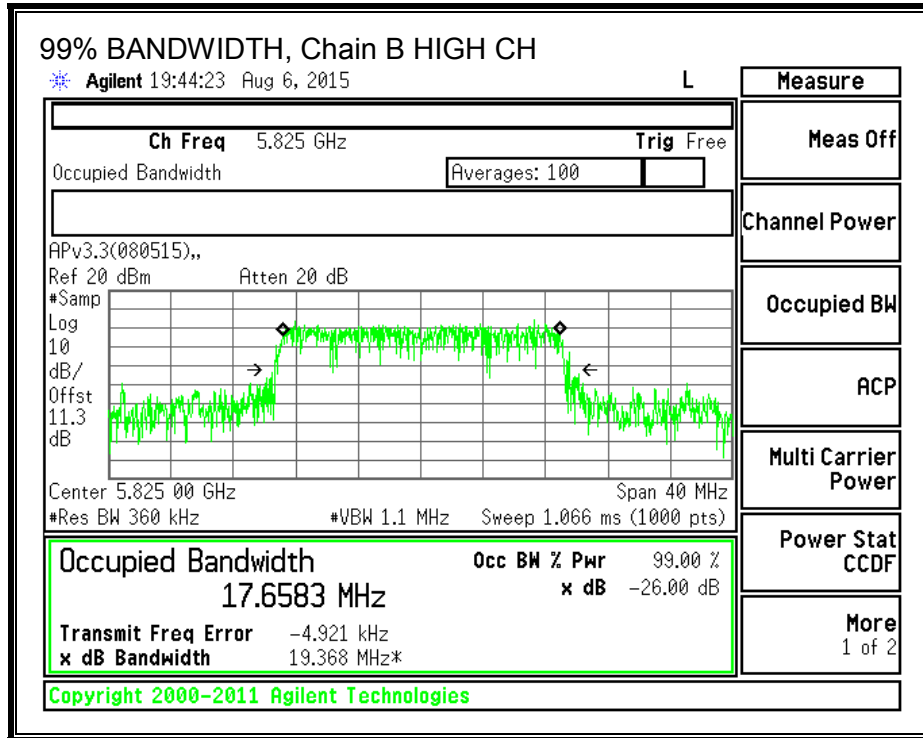 99% BANDWIDTH, Chain B HIGH CH
Agilent 19:44:23 Aug 6, 2015 L
Measure
Ch Freq 5.825 GHz Trig Free
Meas Off
Occupied Bandwidth Averages: 100
Channel Power
APv3.3(080515),,
Ref 20 dBm Atten 20 dB
#Samp
Log
10
dB/
Offst
11.3
dB
Occupied BW
ACP
Multi Carrier
Power
Center 5.825 00 GHz Span 40 MHz
#Res BW 360 kHz #VBW 1.1 MHz Sweep 1.066 ms (1000 pts)
Power Stat
CCDF
Occupied Bandwidth Occ BW % Pwr 99.00 %
17.6583 MHz x dB -26.00 dB
Transmit Freq Error -4.921 kHz
x dB Bandwidth 19.368 MHz*
More
1 of 2
Copyright 2000-2011 Agilent Technologies